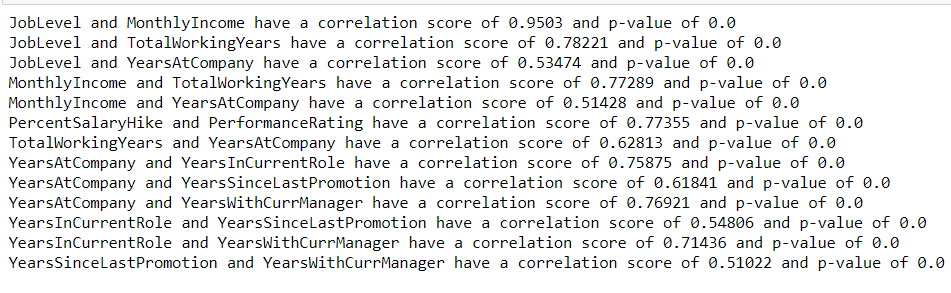 JobLevel and MonthlyIncome have a correlation score of 0.9503 and p-value of 0.0
JobLevel and TotalWorkingYears have a correlation score of 0.78221 and p-value of 0.0
JobLevel and YearsAtCompany have a correlation score of 0.53474 and p-value of 0.0
MonthlyIncome and TotalWorkingYears have a correlation score of 0.77289 and p-value of 0.0
MonthlyIncome and YearsAtCompany have a correlation score of 0.51428 and p-value of 0.0
PercentSalaryHike and PerformanceRating have a correlation score of 0.77355 and p-value of 0.0
TotalWorkingYears and YearsAtCompany have a correlation score of 0.62813 and p-value of 0.0
YearsAtCompany and YearsInCurrentRole have a correlation score of 0.75875 and p-value of 0.0
YearsAtCompany and YearsSinceLastPromotion have a correlation score of 0.61841 and p-value of 0.0
YearsAtCompany and YearsWithCurrManager have a correlation score of 0.76921 and p-value of 0.0
YearsInCurrentRole and YearsSinceLastPromotion have a correlation score of 0.54806 and p-value of 0.0
YearsInCurrentRole and YearsWithCurrManager have a correlation score of 0.71436 and p-value of 0.0
YearsSinceLastPromotion and YearsWithCurrManager have a correlation score of 0.51022 and p-value of 0.0